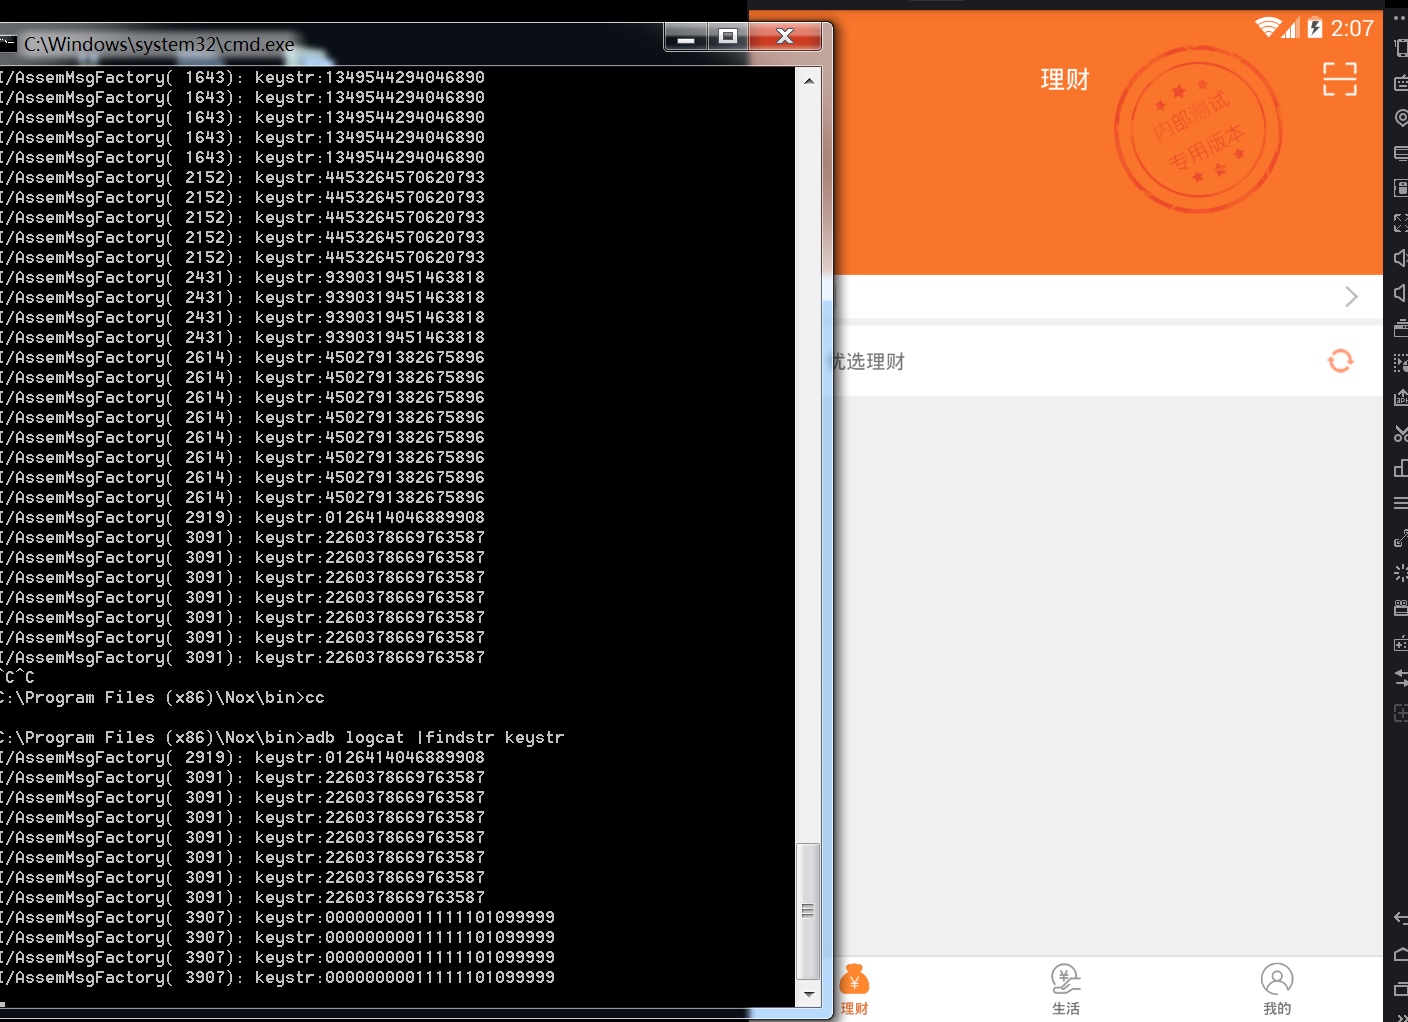 C:\Windows\system32\cmd.exe
I/AssemMsgFactory( 1643): keystr:1349544294046890
I/AssemMsgFactory( 1643): keystr:1349544294046890
I/AssemMsgFactory( 1643): keystr:1349544294046890
I/AssemMsgFactory( 1643): keystr:1349544294046890
I/AssemMsgFactory( 1643): keystr:1349544294046890
I/AssemMsgFactory( 2152): keystr:4453264570620793
I/AssemMsgFactory( 2152): keystr:4453264570620793
I/AssemMsgFactory( 2152): keystr:4453264570620793
I/AssemMsgFactory( 2152): keystr:4453264570620793
I/AssemMsgFactory( 2152): keystr:4453264570620793
I/AssemMsgFactory( 2431): keystr:9390319451463818
I/AssemMsgFactory( 2431): keystr:9390319451463818
I/AssemMsgFactory( 2431): keystr:9390319451463818
I/AssemMsgFactory( 2431): keystr:9390319451463818
I/AssemMsgFactory( 2614): keystr:4502791382675896
I/AssemMsgFactory( 2614): keystr:4502791382675896
I/AssemMsgFactory( 2614): keystr:4502791382675896
I/AssemMsgFactory( 2614): keystr:4502791382675896
I/AssemMsgFactory( 2614): keystr:4502791382675896
I/AssemMsgFactory( 2614): keystr:4502791382675896
I/AssemMsgFactory( 2614): keystr:4502791382675896
I/AssemMsgFactory( 2614): keystr:4502791382675896
I/AssemMsgFactory( 2919): keystr:0126414046889908
I/AssemMsgFactory( 3091): keystr:2260378669763587
I/AssemMsgFactory( 3091): keystr:2260378669763587
I/AssemMsgFactory( 3091): keystr:2260378669763587
I/AssemMsgFactory( 3091): keystr:2260378669763587
I/AssemMsgFactory( 3091): keystr:2260378669763587
I/AssemMsgFactory( 3091): keystr:2260378669763587
I/AssemMsgFactory( 3091): keystr:2260378669763587
^C^C
C:\Program Files (x86)\Nox\bin>cc
C:\Program Files (x86)\Nox\bin>adb logcat |findstr keystr
I/AssemMsgFactory( 2919): keystr:0126414046889908
I/AssemMsgFactory( 3091): keystr:2260378669763587
I/AssemMsgFactory( 3091): keystr:2260378669763587
I/AssemMsgFactory( 3091): keystr:2260378669763587
I/AssemMsgFactory( 3091): keystr:2260378669763587
I/AssemMsgFactory( 3091): keystr:2260378669763587
I/AssemMsgFactory( 3091): keystr:2260378669763587
I/AssemMsgFactory( 3091): keystr:2260378669763587
I/AssemMsgFactory( 3907): keystr:00000000011111101099999
I/AssemMsgFactory( 3907): keystr:00000000011111101099999
I/AssemMsgFactory( 3907): keystr:00000000011111101099999
I/AssemMsgFactory( 3907): keystr:00000000011111101099999
2:07
理财
内部测试
专用版本
优选理财
理财
生活
我的